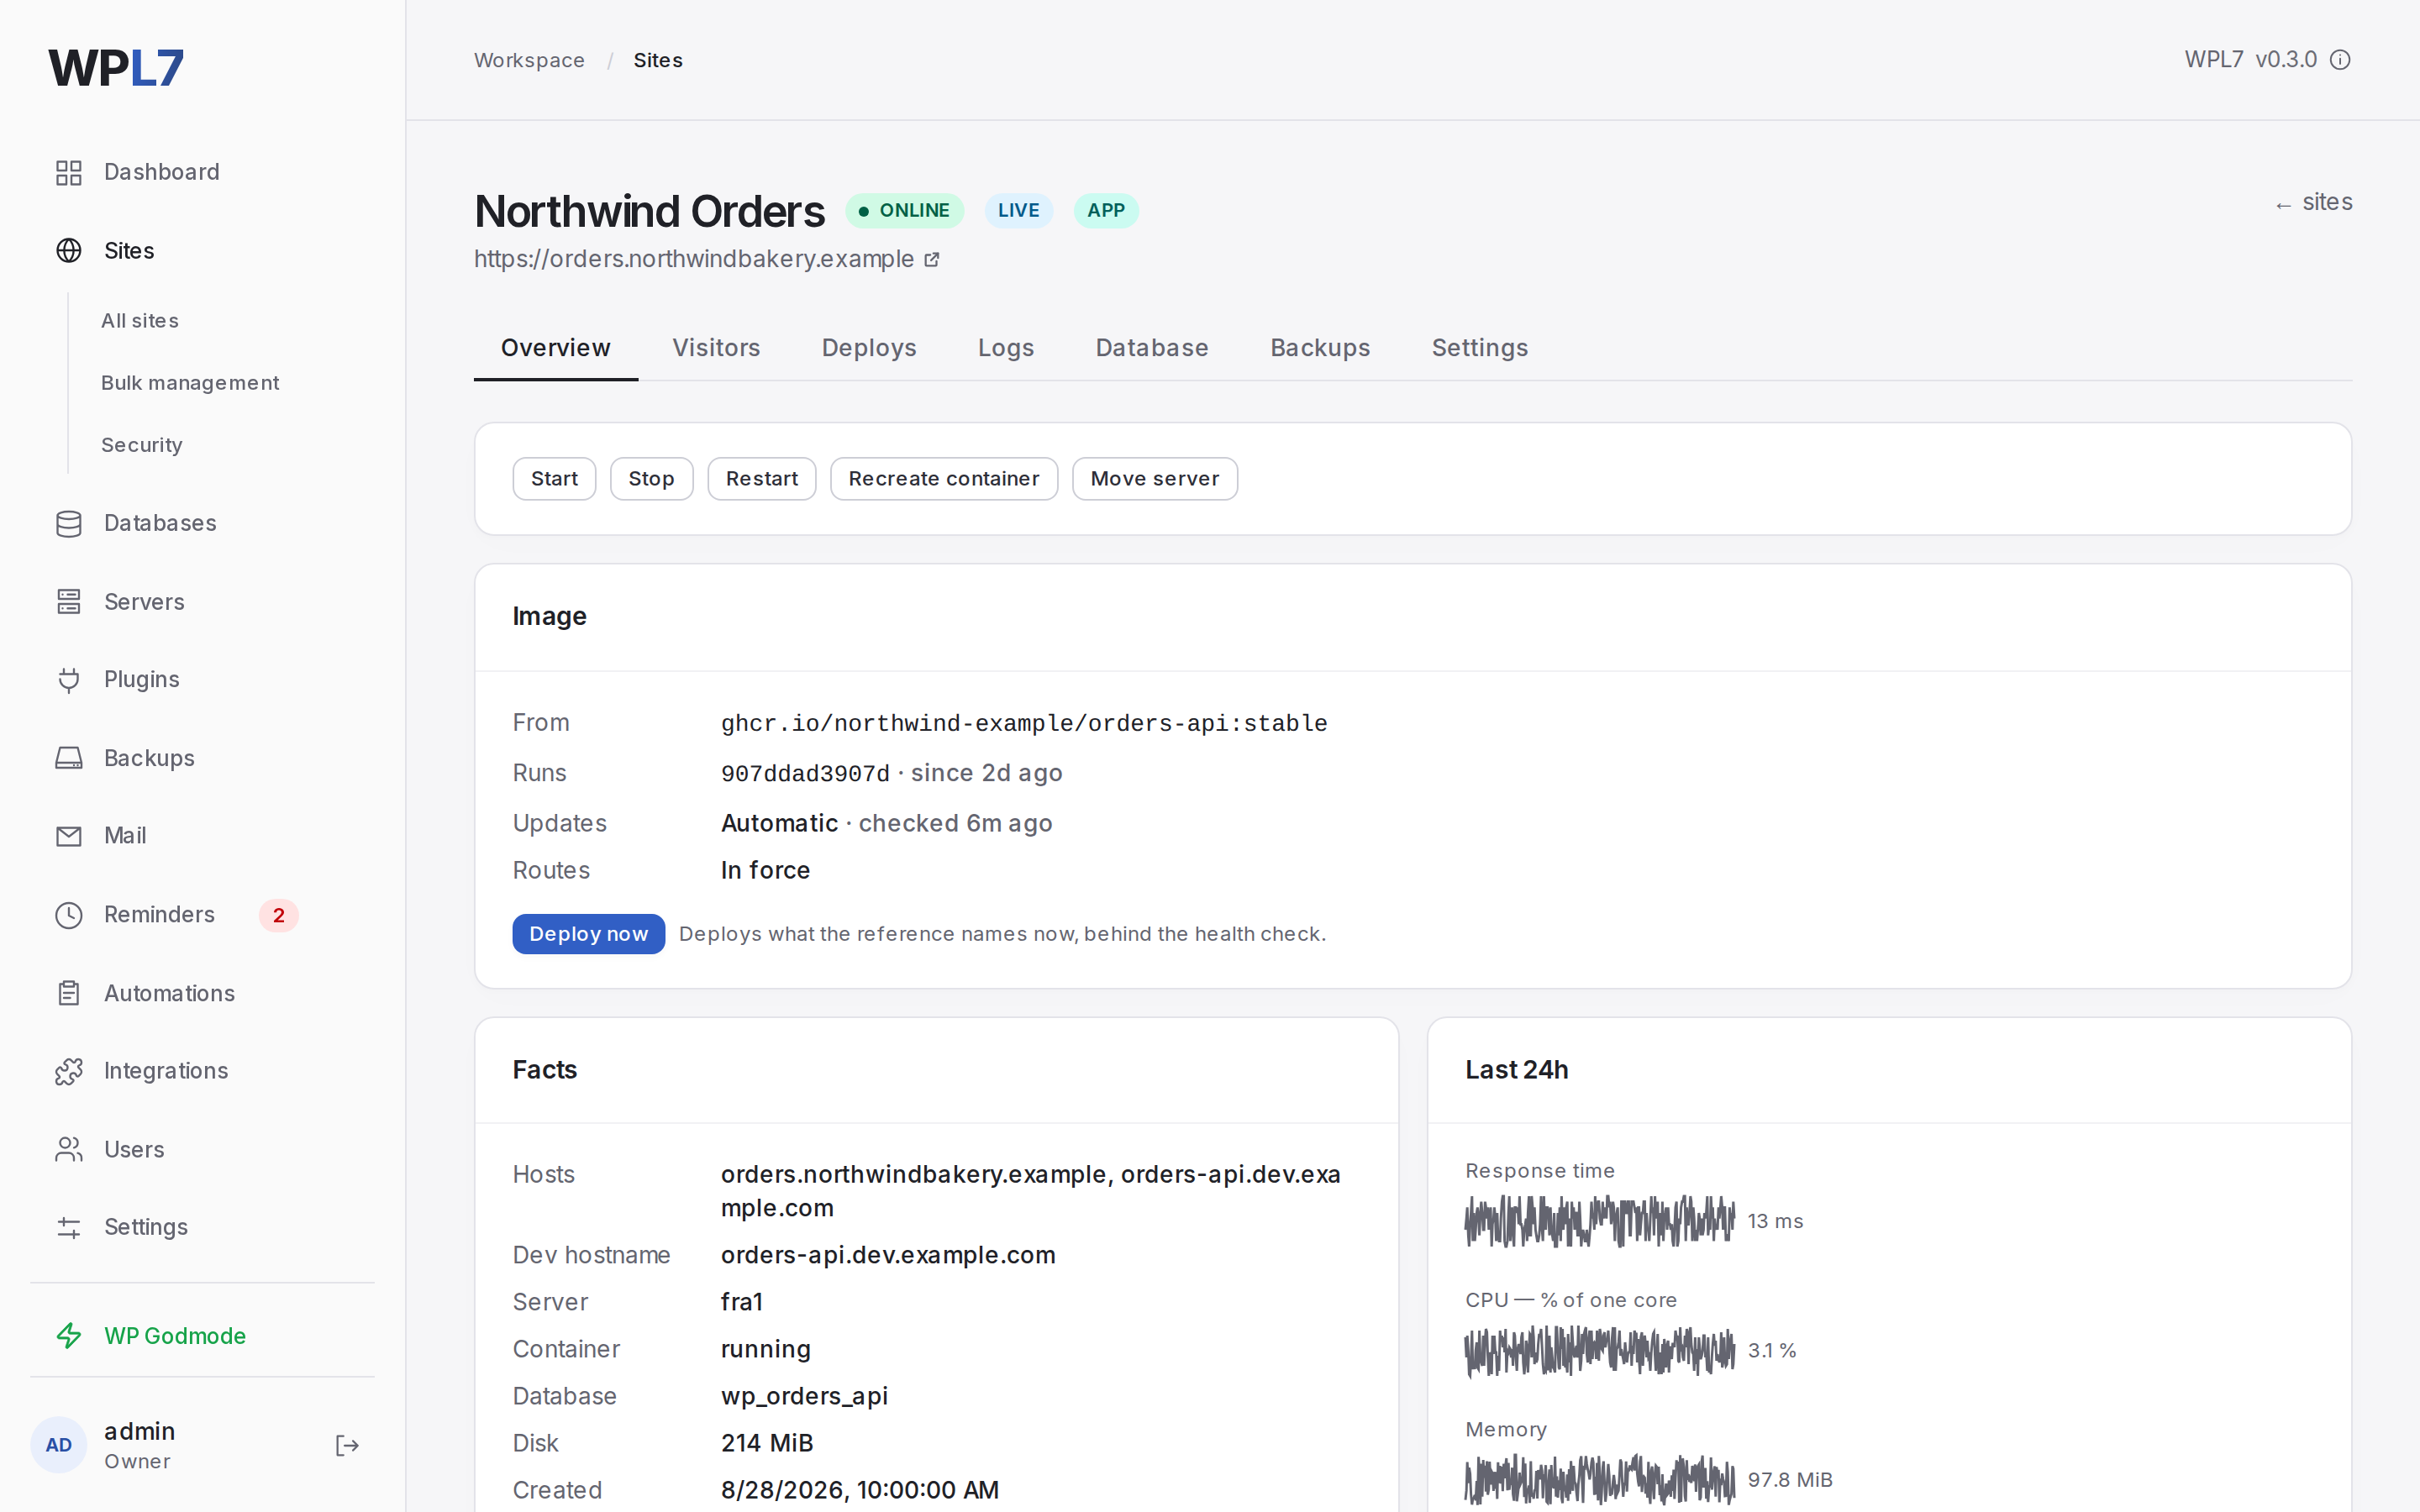 WPL7
Dashboard
Sites
All sites
Bulk management
Security
Databases
Servers
Plugins
Backups
Mail
Reminders 2
Automations
Integrations
Users
Settings
WP Godmode
AD admin
Owner
Workspace / Sites
WPL7 v0.3.0
Northwind Orders ONLINE LIVE APP
← sites
https://orders.northwindbakery.example
Overview Visitors Deploys Logs Database Backups Settings
Start Stop Restart Recreate container Move server
Image
From ghcr.io/northwind-example/orders-api:stable
Runs 907ddad3907d · since 2d ago
Updates Automatic · checked 6m ago
Routes In force
Deploy now Deploys what the reference names now, behind the health check.
Facts
Hosts orders.northwindbakery.example, orders-api.dev.exa
mple.com
Dev hostname orders-api.dev.example.com
Server fra1
Container running
Database wp_orders_api
Disk 214 MiB
Created 8/28/2026, 10:00:00 AM
Last 24h
Response time
13 ms
CPU — % of one core
3.1 %
Memory
97.8 MiB